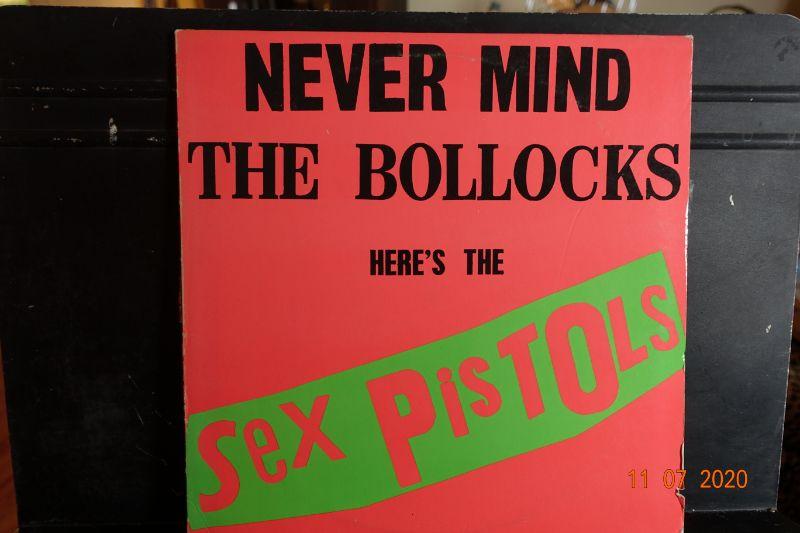 NEVER MIND
THE BOLLOCKS
HERE'S THE
Sex PiSTOLS
11 07 2020